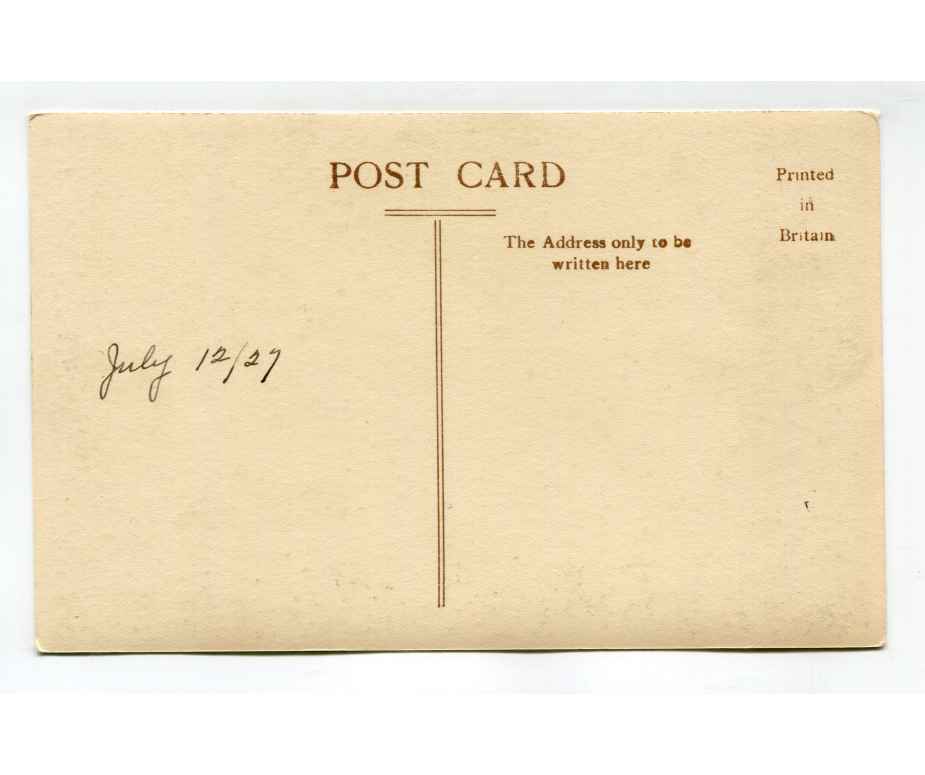 POST CARD
Printed
in
Britain
The Address only to be
written here
July 12/27